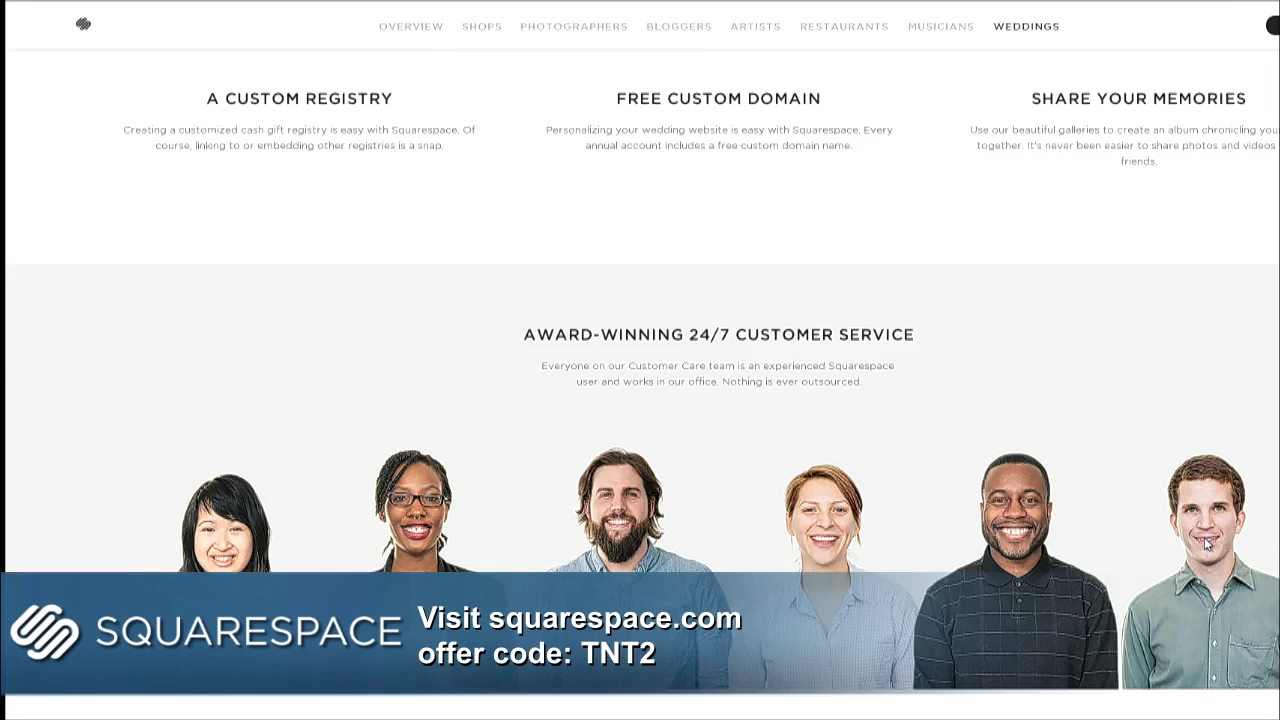 OVERVIEW SHOPS PHOTOGRAPHERS BLOGGERS ARTISTS RESTAURANTS MUSICIANS WEDDINGS
A CUSTOM REGISTRY
Creating a customized cash gift registry is easy with Squarespace. Of
course, linking to or embedding other registries is a snap.
FREE CUSTOM DOMAIN
Personalizing your wedding website is easy with Squarespace. Every
annual account includes a free custom domain name.
SHARE YOUR MEMORIES
Use our beautiful galleries to create an album chronicling you
together. It's never been easier to share photos and videos
friends.
AWARD-WINNING 24/7 CUSTOMER SERVICE
Everyone on our Customer Care team is an experienced Squarespace
user and works in our office. Nothing is ever outsourced.
SQUARESPACE
Visit squarespace.com
offer code: TNT2